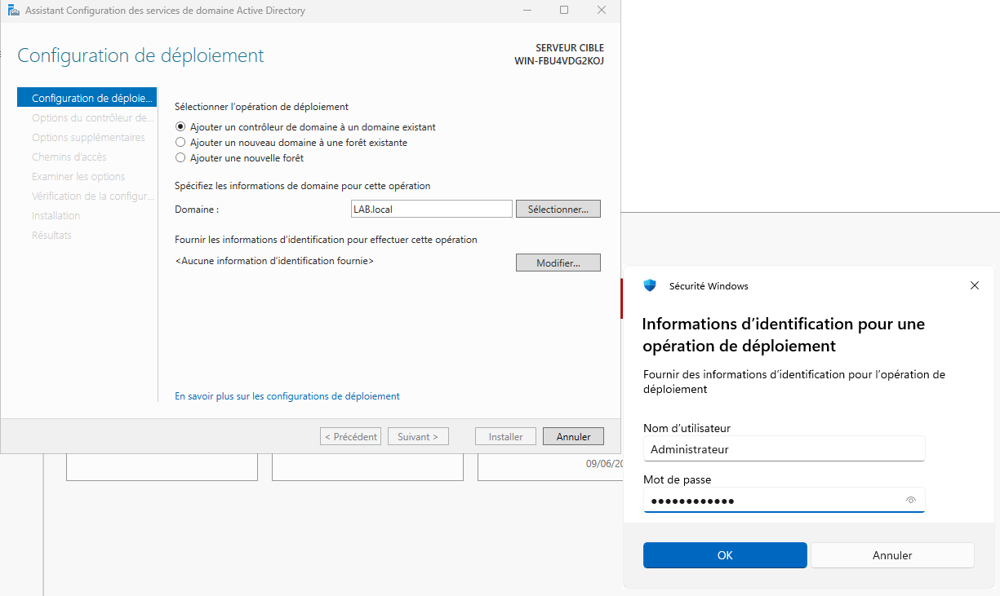 Assistant Configuration des services de domaine Active Directory
Configuration de déploiement
SERVEUR CIBLE
WIN-FBU4VDG2KOJ
Configuration de déploie...
Options du contrôleur de...
Options supplémentaires
Chemins d'accès
Examiner les options
Vérification de la configur...
Installation
Résultats
Sélectionner l'opération de déploiement
Ajouter un contrôleur de domaine à un domaine existant
Ajouter un nouveau domaine à une forêt existante
Ajouter une nouvelle forêt
Spécifiez les informations de domaine pour cette opération
Domaine :
LAB.local
Sélectionner...
Fournir les informations d'identification pour effectuer cette opération
<Aucune information d'identification fournie>
Modifier...
En savoir plus sur les configurations de déploiement
< Précédent
Suivant >
Installer
Annuler
09/06/20
Sécurité Windows
Informations d'identification pour une
opération de déploiement
Fournir des informations d'identification pour l'opération de
déploiement
Nom d'utilisateur
Administrateur
Mot de passe
●●●●●●●●●●●●
OK
Annuler